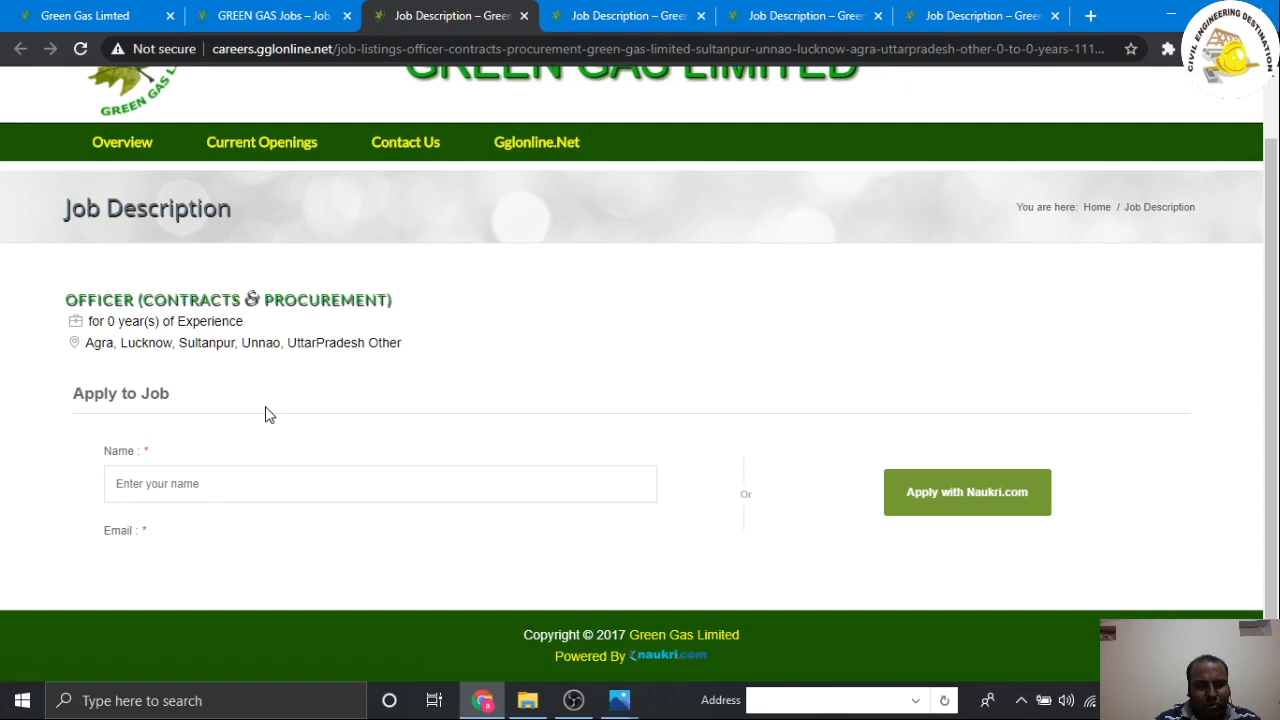 Green Gas Limted
GREEN GAS Jobs – Job
Job Description – Gree
Job Description – Gree
Job Description – Gree
Job Description – Gree
Not secure
careers.gglonline.net/job-listings-officer-contracts-procurement-green-gas-limited-sultanpur-unnao-lucknow-agra-uttarpradesh-other-0-to-0-years-111...
CIVIL ENGINEERING DESTINATION
GREEN GAS LI
GREEN GAS LIMITED
Overview
Current Openings
Contact Us
Gglonline.Net
Job Description
You are here: Home / Job Description
OFFICER (CONTRACTS & PROCUREMENT)
for 0 year(s) of Experience
Agra, Lucknow, Sultanpur, Unnao, UttarPradesh Other
Apply to Job
Name : *
Enter your name
Or
Apply with Naukri.com
Email : *
Copyright © 2017 Green Gas Limited
Powered By naukri.com
Type here to search
Address